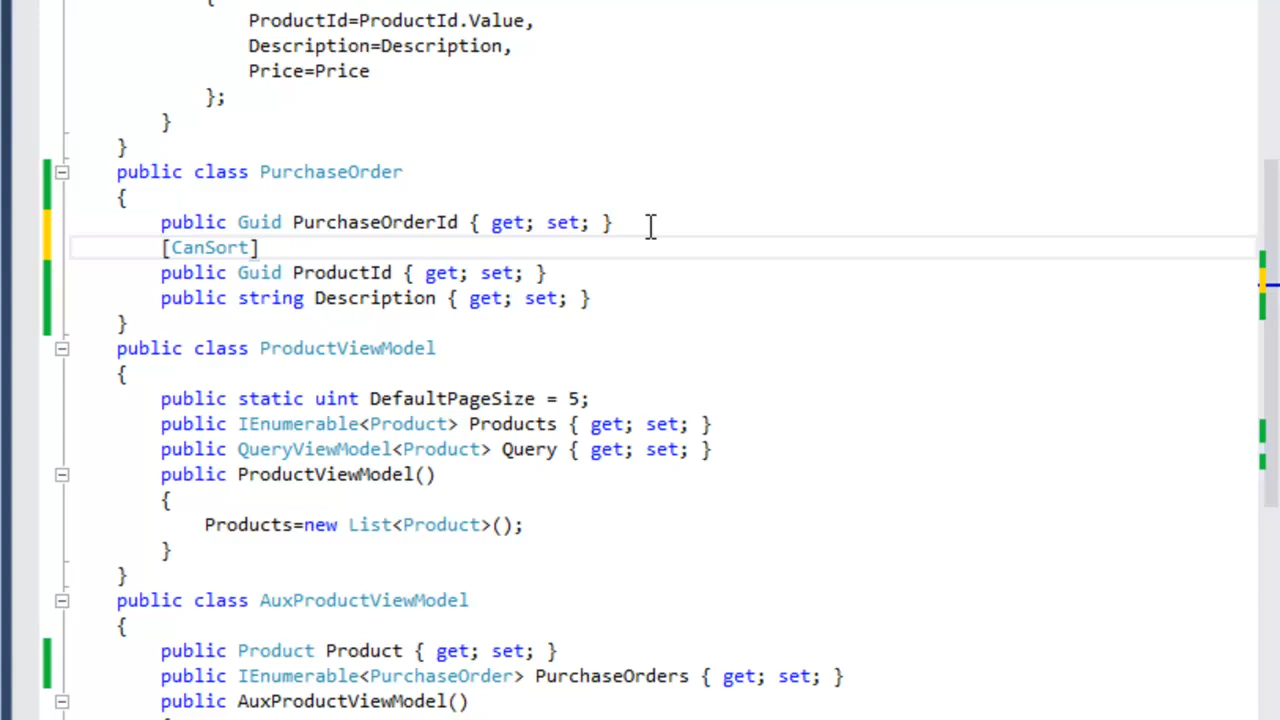 {
ProductId=ProductId.Value,
Description=Description,
Price=Price
};
}
}
public class PurchaseOrder
{
public Guid PurchaseOrderId { get; set; }
[CanSort]
public Guid ProductId { get; set; }
public string Description { get; set; }
}
public class ProductViewModel
{
public static uint DefaultPageSize = 5;
public IEnumerable<Product> Products { get; set; }
public QueryViewModel<Product> Query { get; set; }
public ProductViewModel()
{
Products=new List<Product>();
}
}
public class AuxProductViewModel
{
public Product Product { get; set; }
public IEnumerable<PurchaseOrder> PurchaseOrders { get; set; }
public AuxProductViewModel()